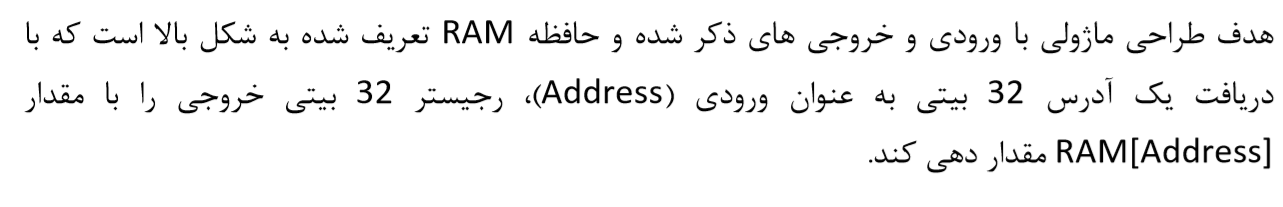 هدف طراحی ماژولی با ورودی و خروجی های ذکر شده و حافظه RAM تعریف شده به شکل بالا است که با
دریافت یک آدرس 32 بیتی به عنوان ورودی (Address)، رجیستر 32 بیتی خروجی را با مقدار
RAM[Address] مقدار دهی کند.